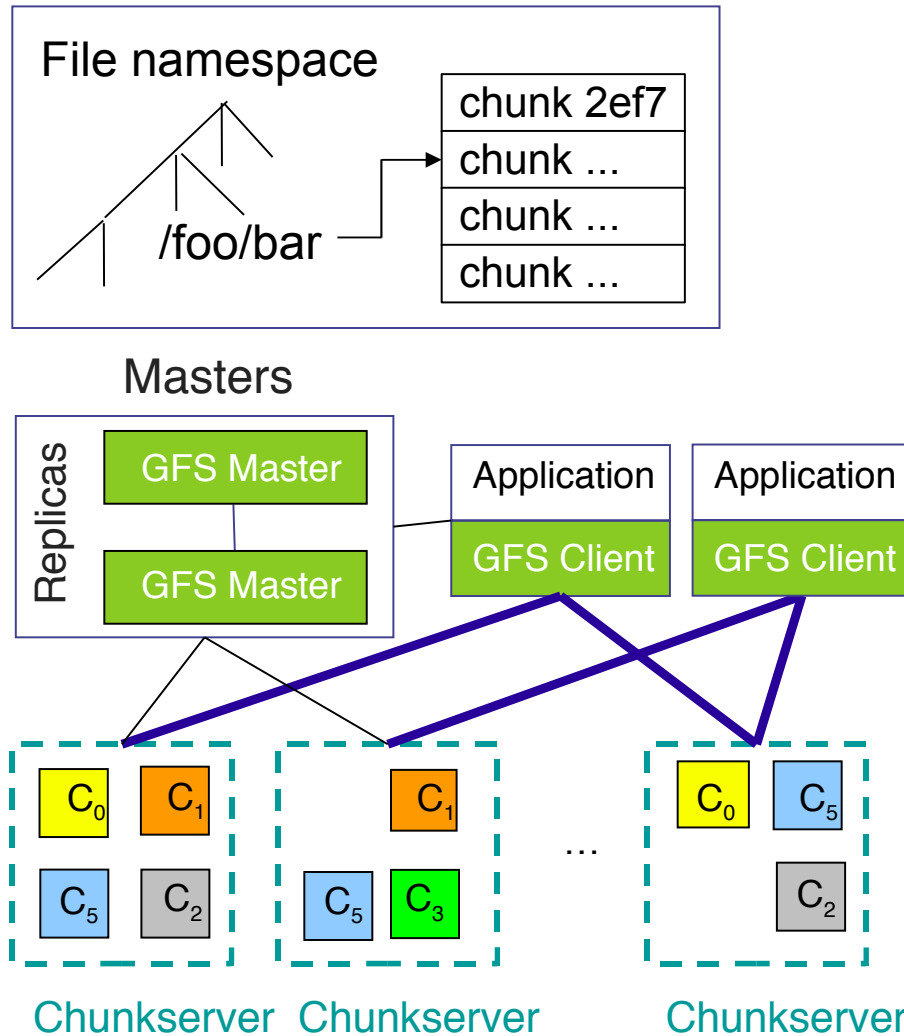 File namespace
/foo/bar
chunk 2ef7
chunk ...
chunk ...
chunk ...
Masters
Replicas
GFS Master
GFS Master
Application
GFS Client
Application
GFS Client
C₀ C₁
C₅ C₂
C₁
C₅ C₃
...
C₀ C₅
C₂
Chunkserver Chunkserver Chunkserver